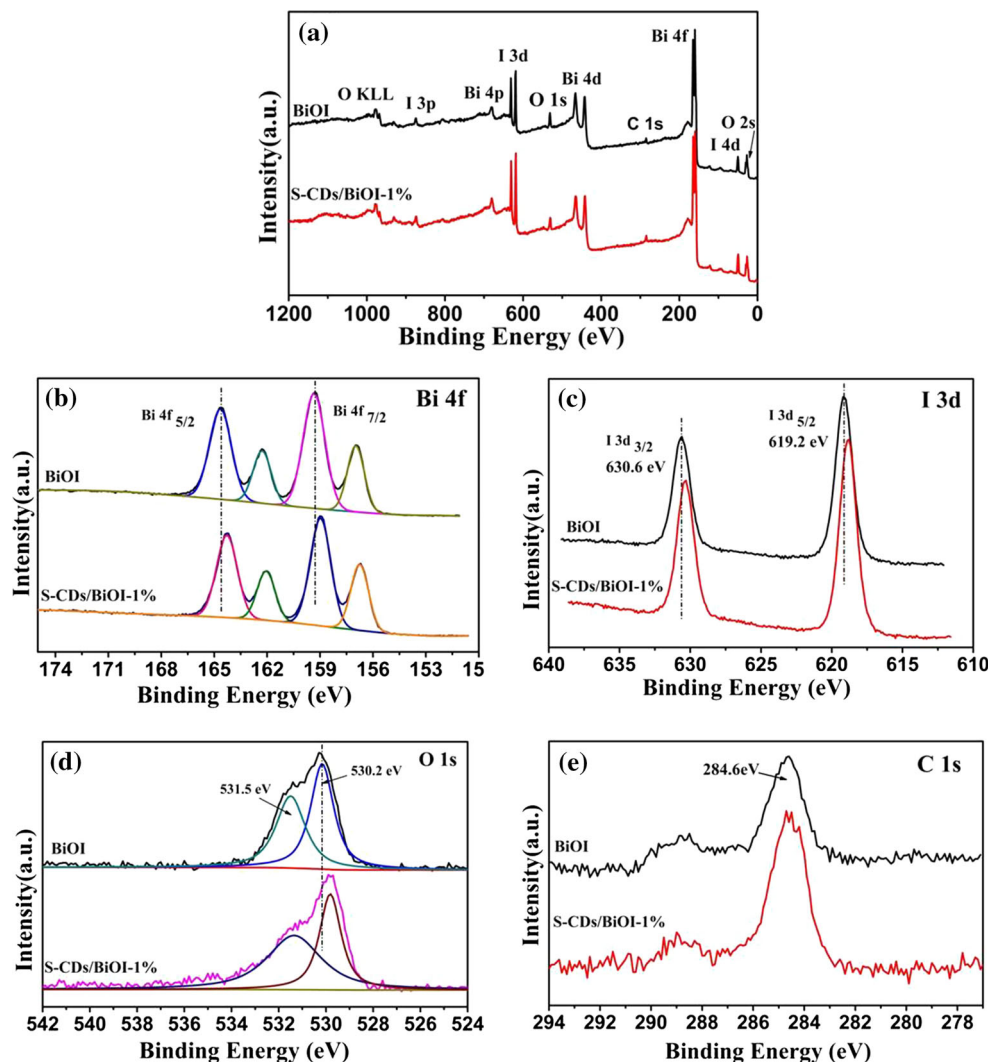 (a)
Bi 4f
I 3d
O KLL
Bi 4p
Bi 4d
BiOI
I 3p
O 1s
C 1s
O 2s
I 4d
S-CDs/BiOI-1%
Intensity(a.u.)
1200 1000 800 600 400 200 0
Binding Energy (eV)
(b)
Bi 4f
Bi 4f 5/2
Bi 4f 7/2
BiOI
S-CDs/BiOI-1%
Intensity(a.u.)
174 171 168 165 162 159 156 153 15
Binding Energy (eV)
(c)
I 3d
I 3d 5/2
619.2 eV
I 3d 3/2
630.6 eV
BiOI
S-CDs/BiOI-1%
Intensity(a.u.)
640 635 630 625 620 615 610
Binding Energy (eV)
(d)
O 1s
531.5 eV
530.2 eV
BiOI
S-CDs/BiOI-1%
Intensity(a.u.)
542 540 538 536 534 532 530 528 526 524
Binding Energy (eV)
(e)
C 1s
284.6eV
BiOI
S-CDs/BiOI-1%
Intensity(a.u.)
294 292 290 288 286 284 282 280 278
Binding Energy (eV)